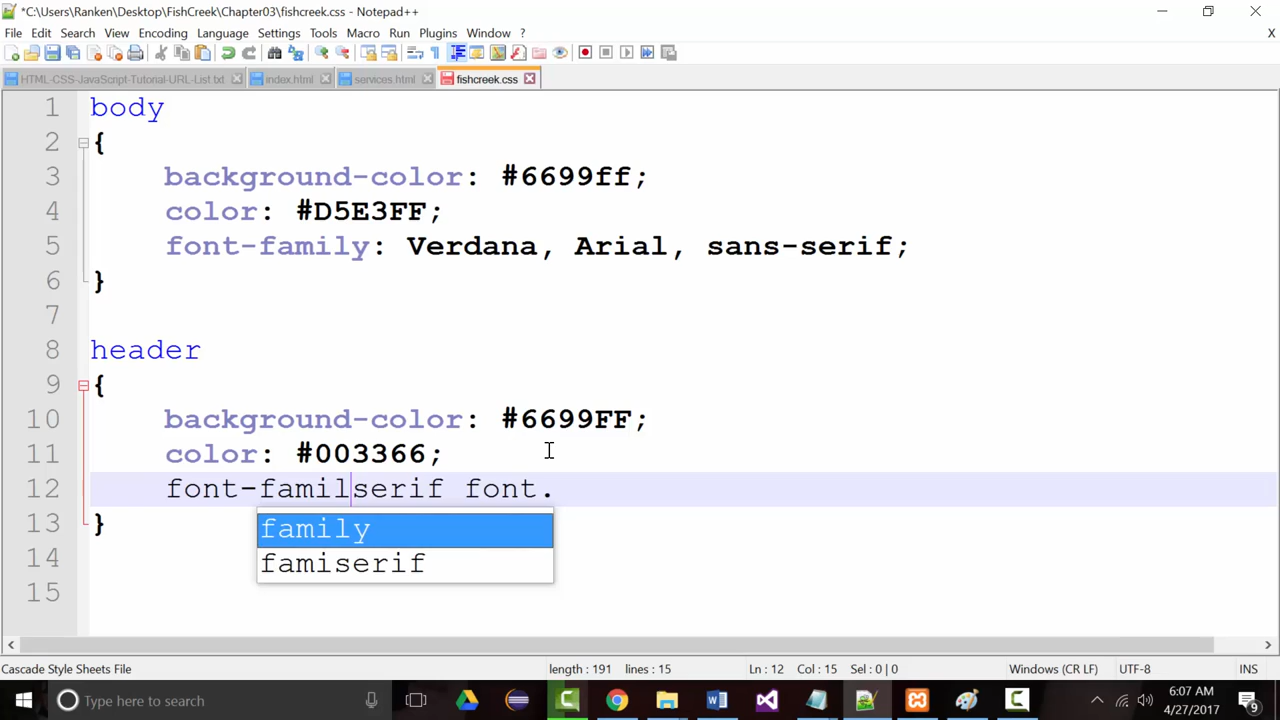 *C:\Users\Ranken\Desktop\FishCreek\Chapter03\fishcreek.css - Notepad++
File Edit Search View Encoding Language Settings Tools Macro Run Plugins Window ? X
HTML-CSS-JavaScript-Tutorial-URL-List.txt index.html services.html fishcreek.css
1 body
2 {
3 background-color: #6699ff;
4 color: #D5E3FF;
5 font-family: Verdana, Arial, sans-serif;
6 }
7
8 header
9 {
10 background-color: #6699FF;
11 color: #003366;
12 font-familserif font.
family
13 }
famiserif
14
15
Cascade Style Sheets File length : 191 lines : 15 Ln : 12 Col : 15 Sel : 0 | 0 Windows (CR LF) UTF-8 INS
Type here to search
6:07 AM
4/27/2017
9